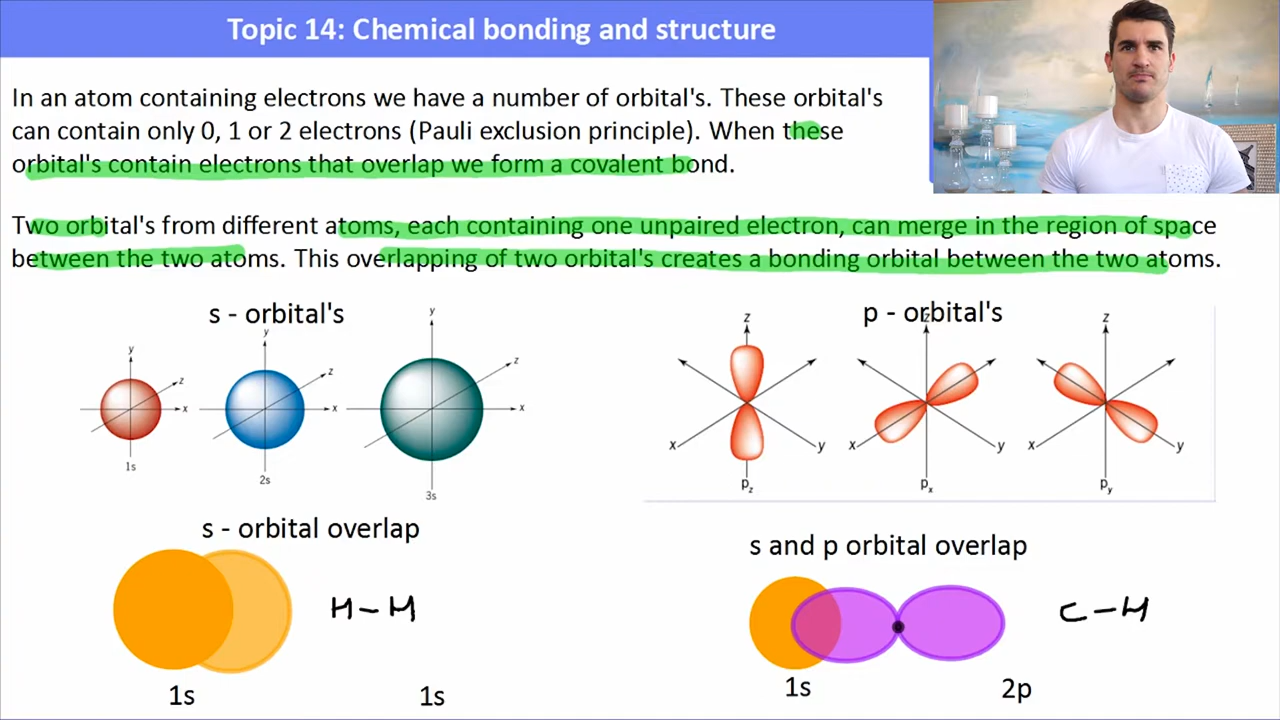 Topic 14: Chemical bonding and structure
In an atom containing electrons we have a number of orbital's. These orbital's
can contain only 0, 1 or 2 electrons (Pauli exclusion principle). When these
orbital's contain electrons that overlap we form a covalent bond.
Two orbital's from different atoms, each containing one unpaired electron, can merge in the region of space
between the two atoms. This overlapping of two orbital's creates a bonding orbital between the two atoms.
s - orbital's
y
z
x
1s
y
z
x
2s
y
z
x
3s
p - orbital's
z
x
y
pz
z
x
y
px
z
x
y
py
s - orbital overlap
H-H
1s
1s
s and p orbital overlap
C-H
1s
2p